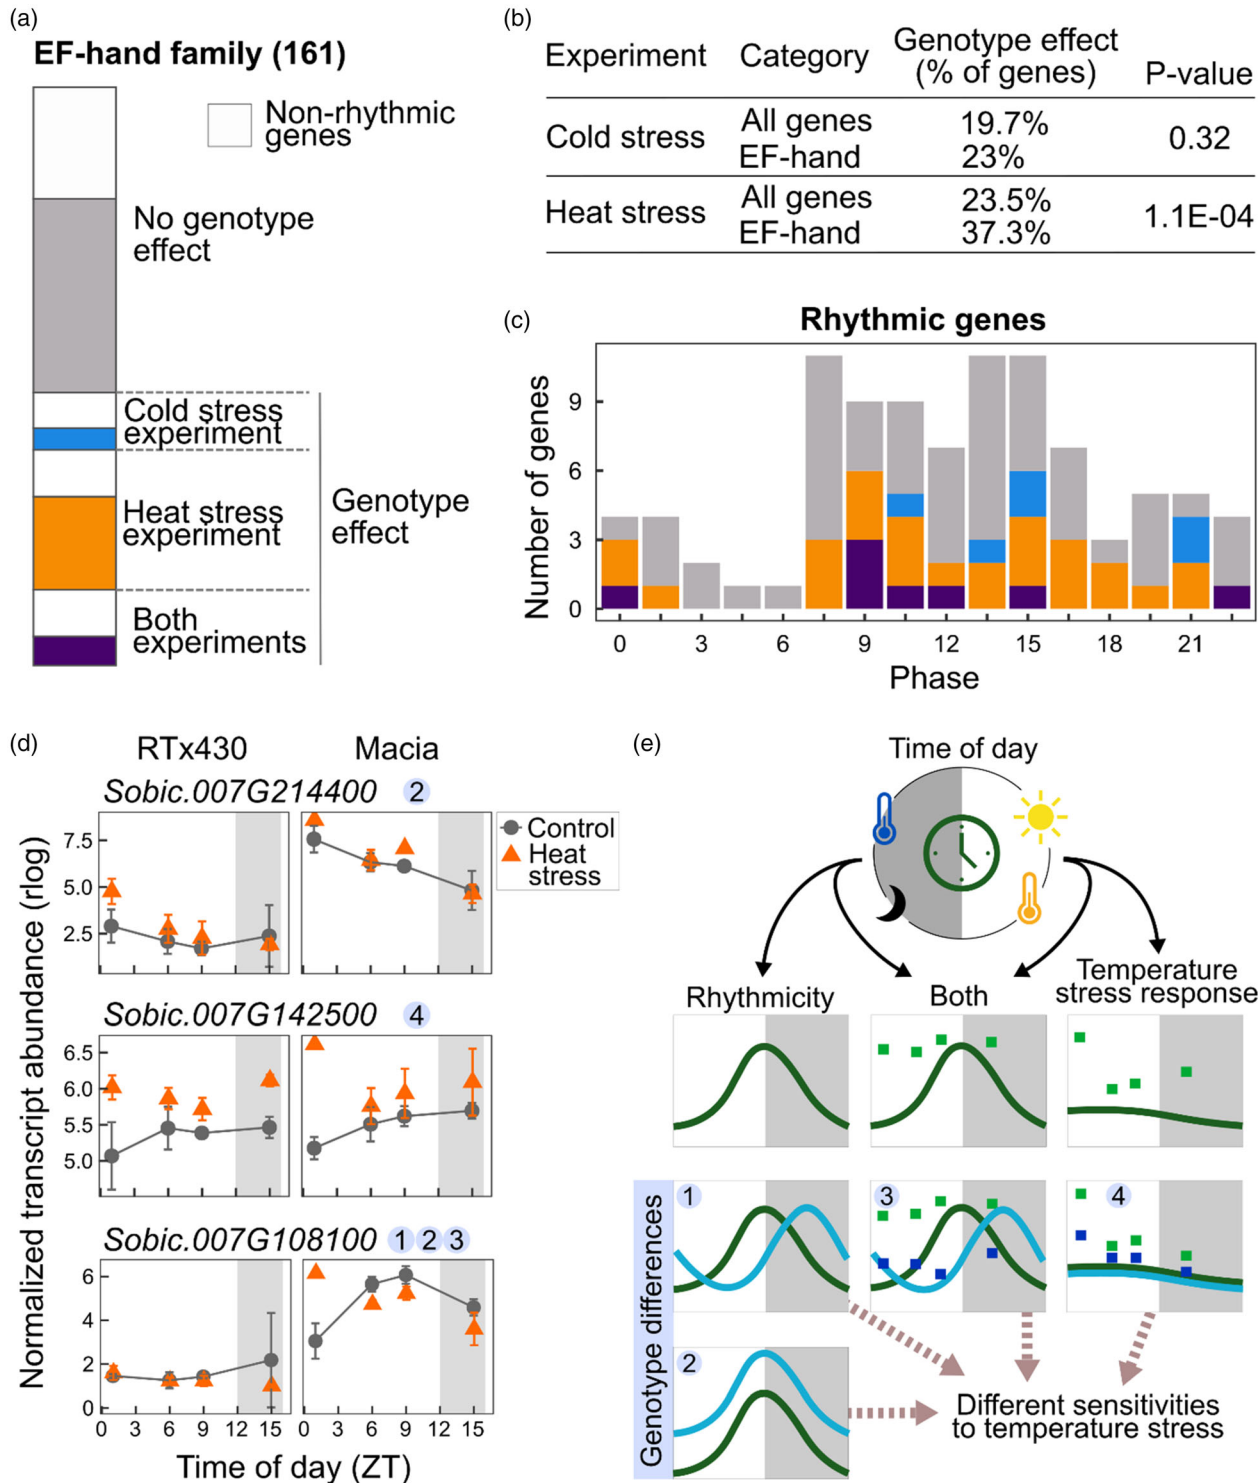 (a)
EF-hand family (161)
Non-rhythmic
genes
No genotype
effect
Cold stress
experiment
Heat stress
experiment
Genotype
effect
Both
experiments
(b)
Experiment Category Genotype effect
(% of genes) P-value
Cold stress All genes 19.7% 0.32
EF-hand 23%
Heat stress All genes 23.5% 1.1E-04
EF-hand 37.3%
(c)
Rhythmic genes
Number of genes
9
6
3
0
0 3 6 9 12 15 18 21
Phase
(d)
RTx430 Macia
Sobic.007G214400 2
Control
Heat
stress
7.5
5.0
2.5
Sobic.007G142500 4
6.5
6.0
5.5
5.0
Sobic.007G108100 1 2 3
6
4
2
0
0 3 6 9 12 15 0 3 6 9 12 15
Time of day (ZT)
Normalized transcript abundance (rlog)
(e)
Time of day
Rhythmicity
Both
Temperature
stress response
Genotype differences
1
3
4
2
Different sensitivities
to temperature stress